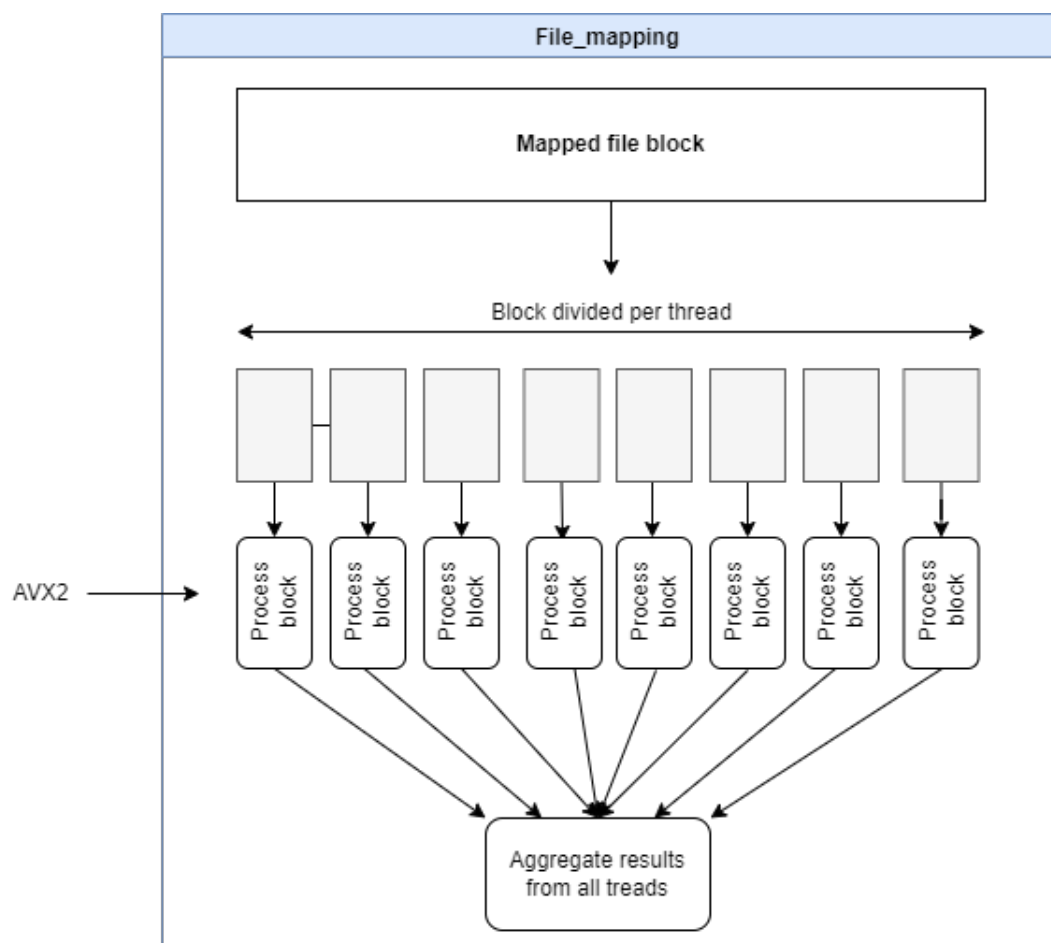 File_mapping
Mapped file block
Block divided per thread
AVX2
Process
block
Process
block
Process
block
Process
block
Process
block
Process
block
Process
block
Process
block
Aggregate results
from all treads